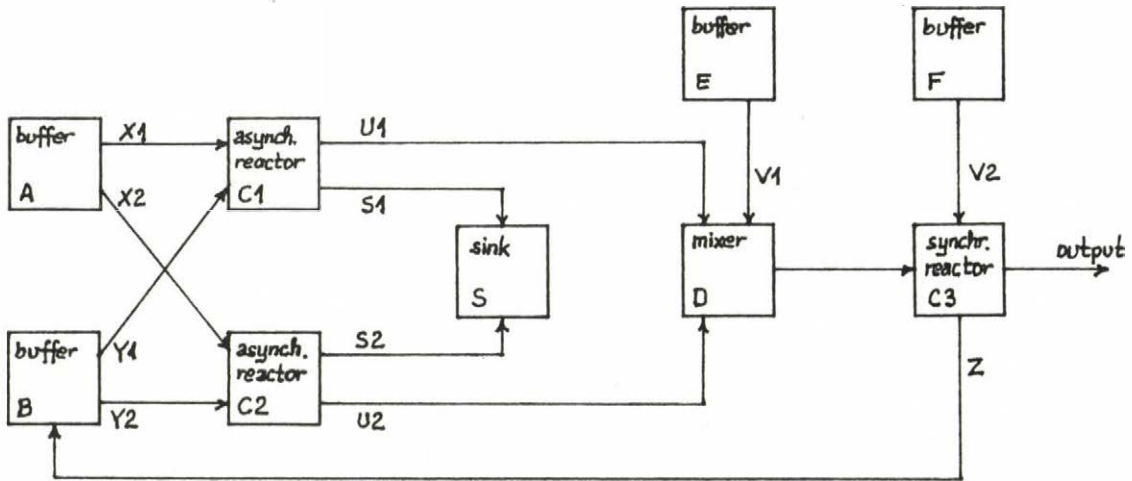 buffer
E
buffer
F
buffer
A
X1
X2
asynch.
reactor
C1
U1
S1
V1
V2
sink
S
mixer
D
synchr.
reactor
C3
output
buffer
B
Y1
Y2
asynch.
reactor
C2
S2
U2
Z